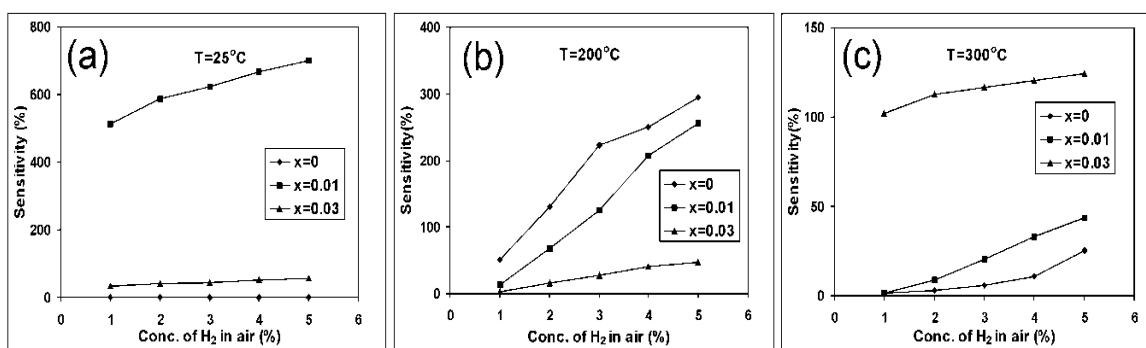 (a)
T=25°C
800
600
400
200
0
Sensitivity (%)
x=0
x=0.01
x=0.03
0 1 2 3 4 5 6
Conc. of H2 in air (%)
(b)
T=200°C
400
300
200
100
0
Sensitivity (%)
x=0
x=0.01
x=0.03
0 1 2 3 4 5 6
Conc. of H2 in air (%)
(c)
T=300°C
150
100
50
0
Sensitivity (%)
x=0
x=0.01
x=0.03
0 1 2 3 4 5 6
Conc. of H2 in air (%)